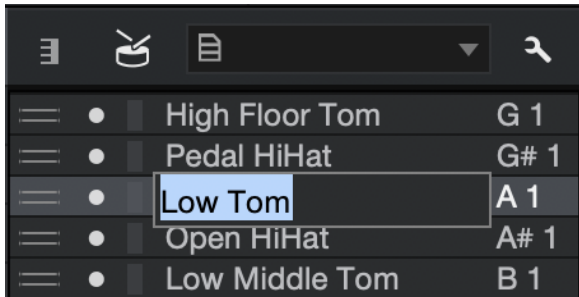 High Floor Tom G 1
Pedal HiHat G# 1
Low Tom A 1
Open HiHat A# 1
Low Middle Tom B 1